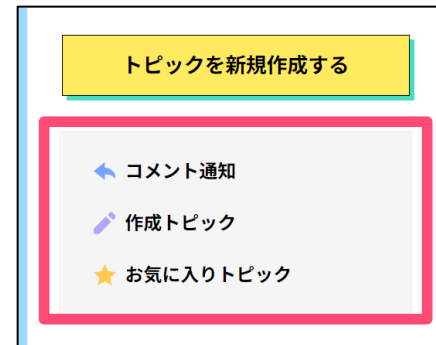 トピックを新規作成する
コメント通知
作成トピック
お気に入りトピック